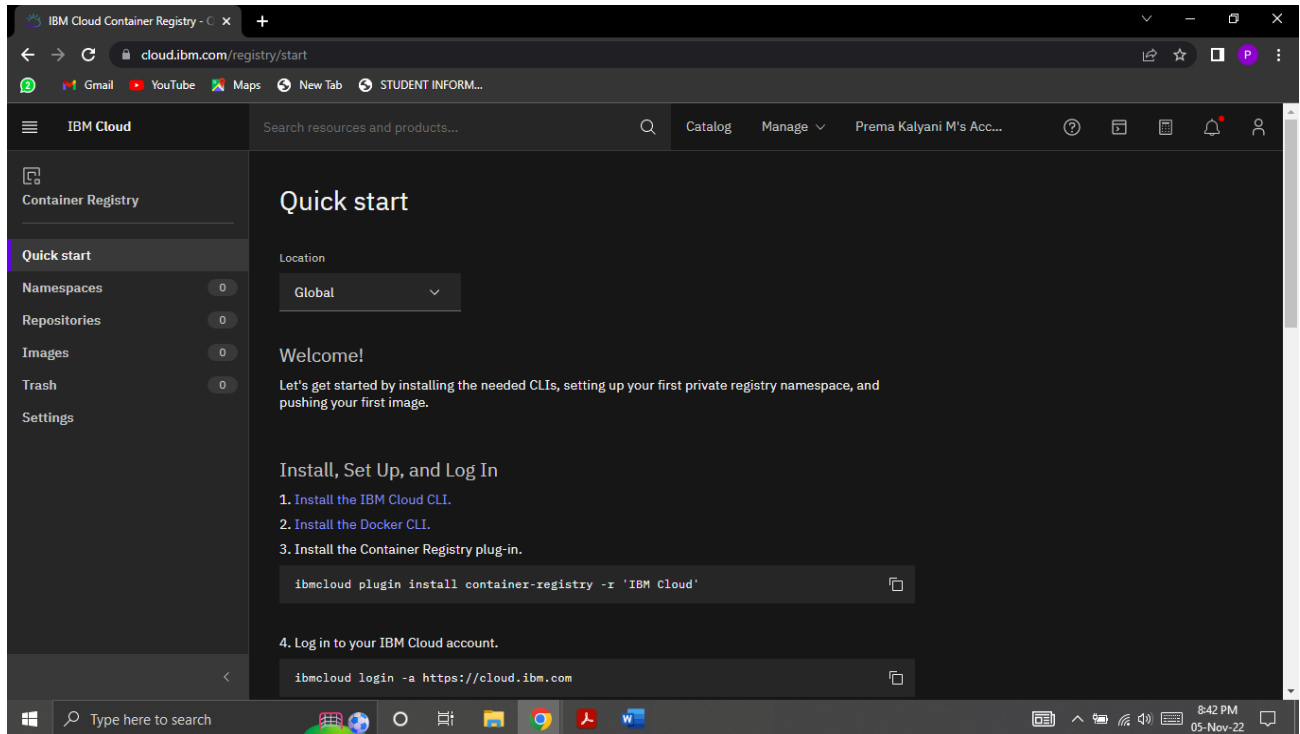 IBM Cloud Container Registry - 
cloud.ibm.com/registry/start
P
2
Gmail
YouTube
Maps
New Tab
STUDENT INFORM...
IBM Cloud
Search resources and products...
Catalog
Manage
Prema Kalyani M's Acc...
Container Registry
Quick start
Namespaces 0
Repositories 0
Images 0
Trash 0
Settings
Quick start
Location
Global
Welcome!
Let's get started by installing the needed CLIs, setting up your first private registry namespace, and
pushing your first image.
Install, Set Up, and Log In
1. Install the IBM Cloud CLI.
2. Install the Docker CLI.
3. Install the Container Registry plug-in.
ibmcloud plugin install container-registry -r 'IBM Cloud'
4. Log in to your IBM Cloud account.
ibmcloud login -a https://cloud.ibm.com
Type here to search
8:42 PM
05-Nov-22